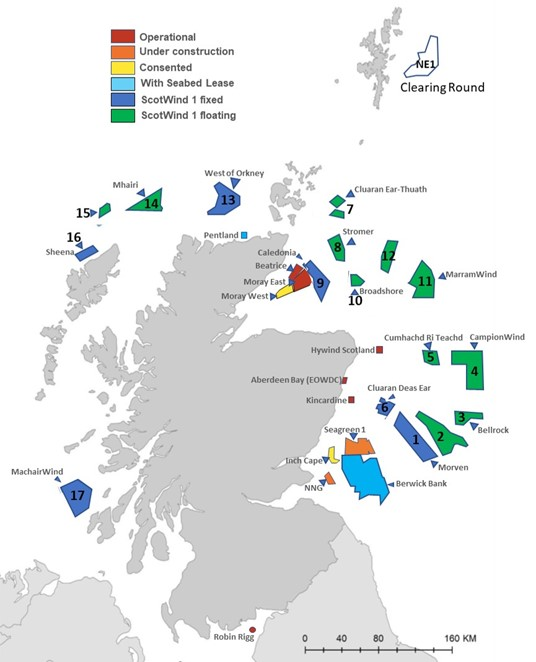 Operational
Under construction
Consented
With Seabed Lease
ScotWind 1 fixed
ScotWind 1 floating
NE1
Clearing Round
Mhairi
14
15
West of Orkney
13
Cluaran Ear-Thuath
7
16
Sheena
Pentland
Stromer
8
12
Caledonia
Beatrice
Moray East
Moray West
9
10
Broadshore
11
MarramWind
Hywind Scotland
Cumhachd Ri Teachd
CampionWind
5
4
Aberdeen Bay (EOWDC)
Kincardine
Cluaran Deas Ear
6
3
Bellrock
2
1
Morven
Seagreen 1
Inch Cape
NNG
Berwick Bank
MachairWind
17
Robin Rigg
0 40 80 160 KM